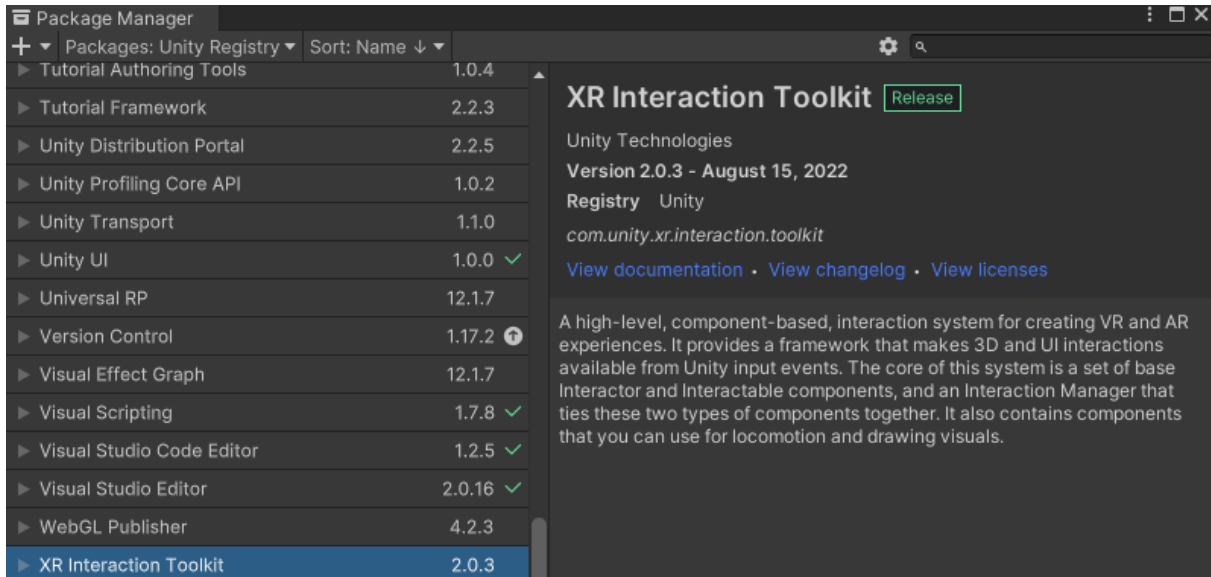 Package Manager
Packages: Unity Registry Sort: Name ↓
Tutorial Authoring Tools 1.0.4
Tutorial Framework 2.2.3
Unity Distribution Portal 2.2.5
Unity Profiling Core API 1.0.2
Unity Transport 1.1.0
Unity UI 1.0.0
Universal RP 12.1.7
Version Control 1.17.2
Visual Effect Graph 12.1.7
Visual Scripting 1.7.8
Visual Studio Code Editor 1.2.5
Visual Studio Editor 2.0.16
WebGL Publisher 4.2.3
XR Interaction Toolkit 2.0.3
XR Interaction Toolkit Release
Unity Technologies
Version 2.0.3 - August 15, 2022
Registry Unity
com.unity.xr.interaction.toolkit
View documentation • View changelog • View licenses
A high-level, component-based, interaction system for creating VR and AR
experiences. It provides a framework that makes 3D and UI interactions
available from Unity input events. The core of this system is a set of base
Interactor and Interactable components, and an Interaction Manager that
ties these two types of components together. It also contains components
that you can use for locomotion and drawing visuals.